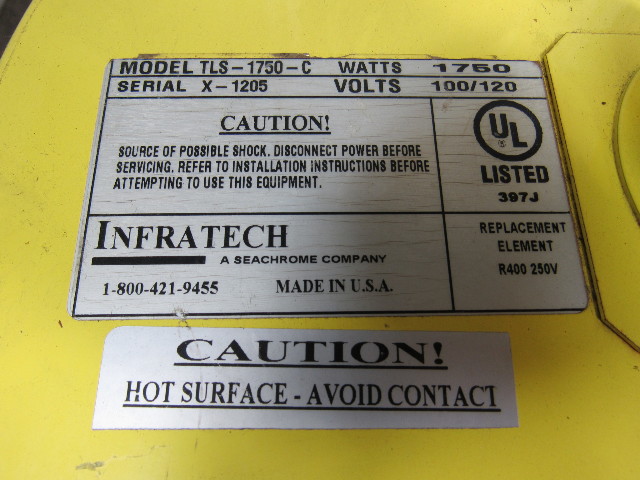 MODEL TLS-1750-C WATTS 1750
SERIAL X-1205 VOLTS 100/120
CAUTION!
SOURCE OF POSSIBLE SHOCK. DISCONNECT POWER BEFORE
SERVICING. REFER TO INSTALLATION INSTRUCTIONS BEFORE
ATTEMPTING TO USE THIS EQUIPMENT.
UL
®
LISTED
397J
INFRATECH
A SEACHROME COMPANY
1-800-421-9455 MADE IN U.S.A.
REPLACEMENT
ELEMENT
R400 250V
CAUTION!
HOT SURFACE - AVOID CONTACT